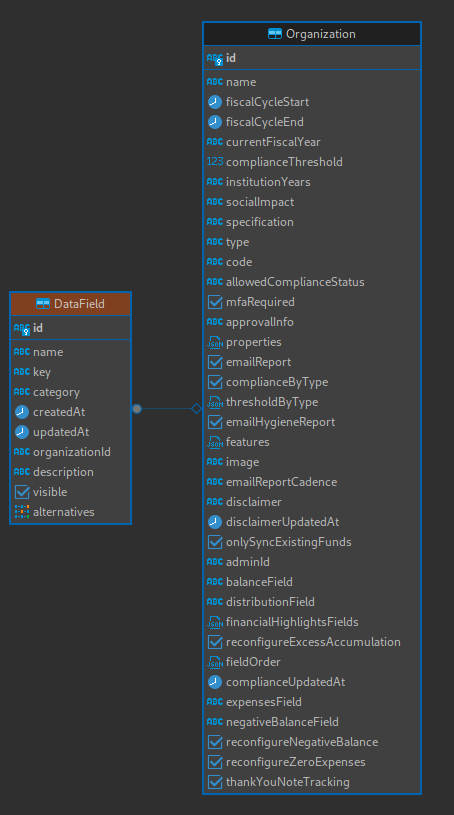 Organization
id
name
fiscalCycleStart
fiscalCycleEnd
currentFiscalYear
complianceThreshold
institutionYears
socialImpact
specification
type
code
allowedComplianceStatus
mfaRequired
approvalInfo
properties
emailReport
complianceByType
thresholdByType
emailHygieneReport
features
image
emailReportCadence
disclaimer
disclaimerUpdatedAt
onlySyncExistingFunds
adminId
balanceField
distributionField
financialHighlightsFields
reconfigureExcessAccumulation
fieldOrder
complianceUpdatedAt
expensesField
negativeBalanceField
reconfigureNegativeBalance
reconfigureZeroExpenses
thankYouNoteTracking
DataField
id
name
key
category
createdAt
updatedAt
organizationId
description
visible
alternatives